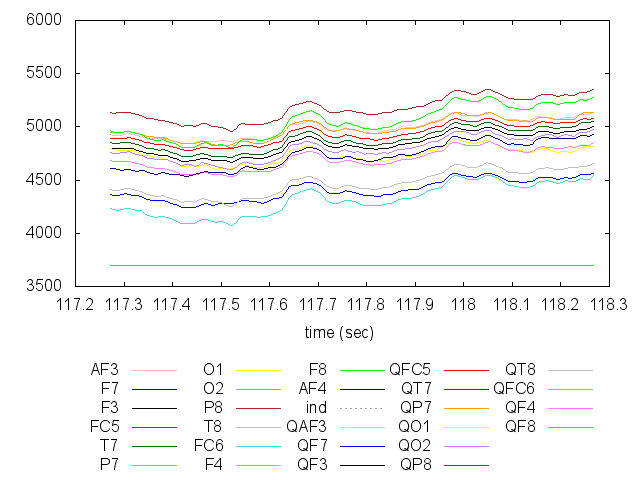 6000
5500
5000
4500
4000
3500
117.2 117.3 117.4 117.5 117.6 117.7 117.8 117.9 118 118.1 118.2 118.3
time (sec)
AF3 O1 F8 QFC5 QT8
F7 O2 AF4 QT7 QFC6
F3 P8 ind QP7 QF4
FC5 T8 QAF3 QO1 QF8
T7 FC6 QF7 QO2
P7 F4 QF3 QP8